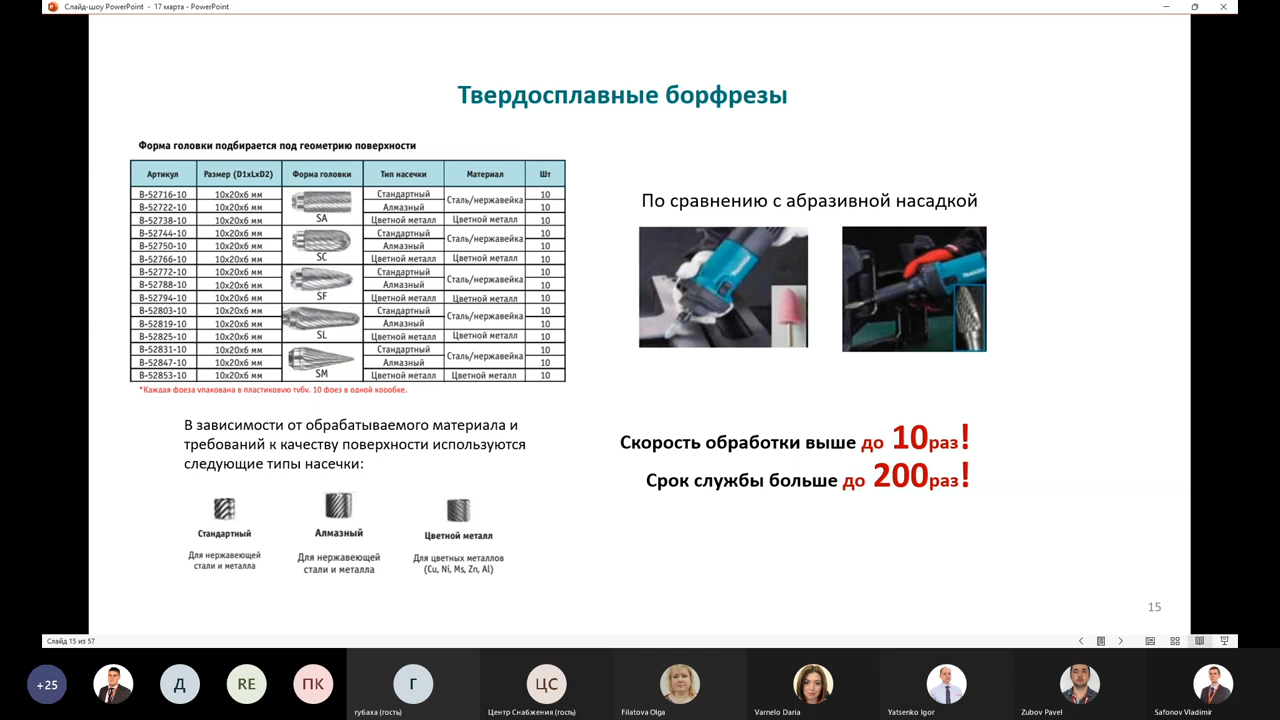 Слайд-шоу PowerPoint - 17 марта - PowerPoint
Твердосплавные борфрезы
Форма головки подбирается под геометрию поверхности
Артикул Размер (D1xLxD2) Форма головки Тип насечки Материал Шт
B-52716-10 10x20x6 мм SA Стандартный Сталь/нержавейка 10
B-52722-10 10x20x6 мм Алмазный 10
B-52738-10 10x20x6 мм Цветной металл Цветной металл 10
B-52744-10 10x20x6 мм SC Стандартный Сталь/нержавейка 10
B-52750-10 10x20x6 мм Алмазный 10
B-52766-10 10x20x6 мм Цветной металл Цветной металл 10
B-52772-10 10x20x6 мм SF Стандартный Сталь/нержавейка 10
B-52788-10 10x20x6 мм Алмазный 10
B-52794-10 10x20x6 мм Цветной металл Цветной металл 10
B-52803-10 10x20x6 мм SL Стандартный Сталь/нержавейка 10
B-52819-10 10x20x6 мм Алмазный 10
B-52825-10 10x20x6 мм Цветной металл Цветной металл 10
B-52831-10 10x20x6 мм SM Стандартный Сталь/нержавейка 10
B-52847-10 10x20x6 мм Алмазный 10
B-52853-10 10x20x6 мм Цветной металл Цветной металл 10
*Каждая фреза упакована в пластиковую тубу. 10 фрез в одной коробке.
В зависимости от обрабатываемого материала и
требований к качеству поверхности используются
следующие типы насечки:
Стандартный
Для нержавеющей
стали и металла
Алмазный
Для нержавеющей
стали и металла
Цветной металл
Для цветных металлов
(Cu, Ni, Ms, Zn, Al)
По сравнению с абразивной насадкой
makita
Скорость обработки выше до 10раз!
Срок службы больше до 200раз!
15
Слайд 15 из 57
+25
Д
RE
ПК
Г
губаха (гость)
ЦС
Центр Снабжения (гость)
Filatova Olga
Varnelo Daria
Yatsenko Igor
Zubov Pavel
Safonov Vladimir